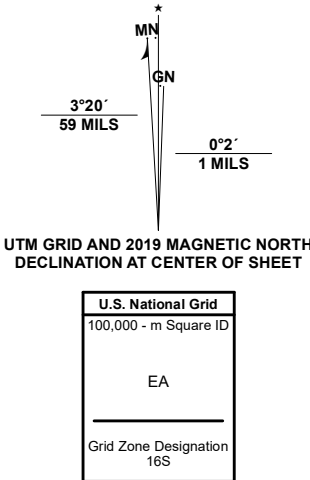 ★
MN
GN
3°20´
59 MILS
0°2´
1 MILS
UTM GRID AND 2019 MAGNETIC NORTH
DECLINATION AT CENTER OF SHEET
U.S. National Grid
100,000 - m Square ID
EA
Grid Zone Designation
16S